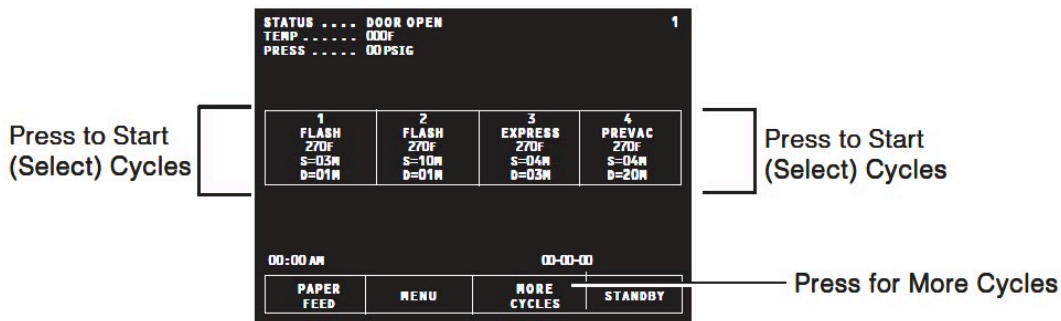 STATUS .... DOOR OPEN 1
TEMP ...... 000F
PRESS ..... 00 PSIG
Press to Start
(Select) Cycles
1 2 3 4
FLASH FLASH EXPRESS PREVAC
270F 270F 270F 270F
S=03M S=10M S=04M S=04M
D=01M D=01M D=03M D=20M
Press to Start
(Select) Cycles
00:00 AM 00-00-00
PAPER FEED
MENU
MORE CYCLES
STANDBY
Press for More Cycles